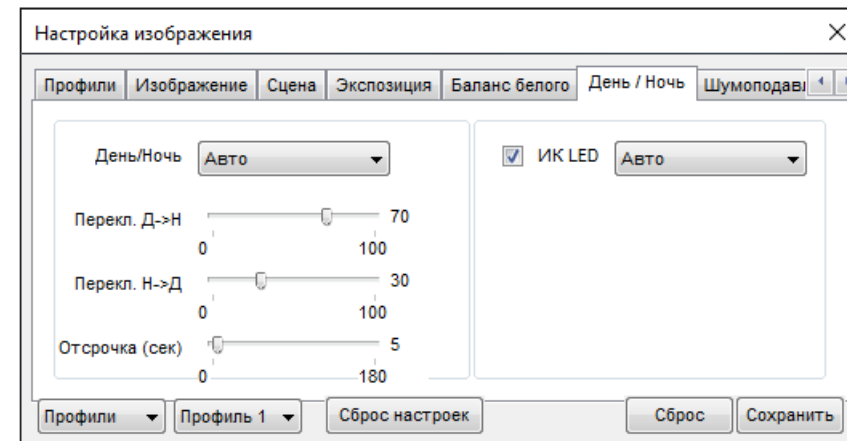 Настройка изображения
Профили Изображение Сцена Экспозиция Баланс белого День / Ночь Шумоподав
День/Ночь Авто ИК LED Авто
Перекл. Д->Н 70
0 100
Перекл. Н->Д 30
0 100
Отсрочка (сек) 5
0 180
Профили Профиль 1 Сброс настроек Сброс Сохранить